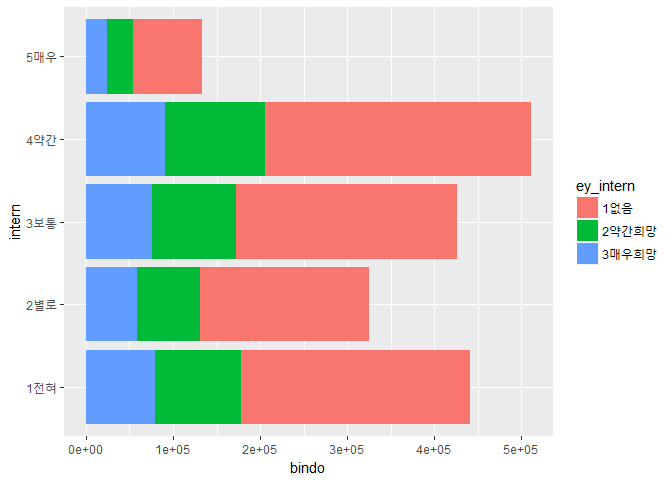 5매우
4약간
3보통
2별로
1전혀
intern
0e+00
1e+05
2e+05
3e+05
4e+05
5e+05
bindo
ey_intern
1없음
2약간희망
3매우희망